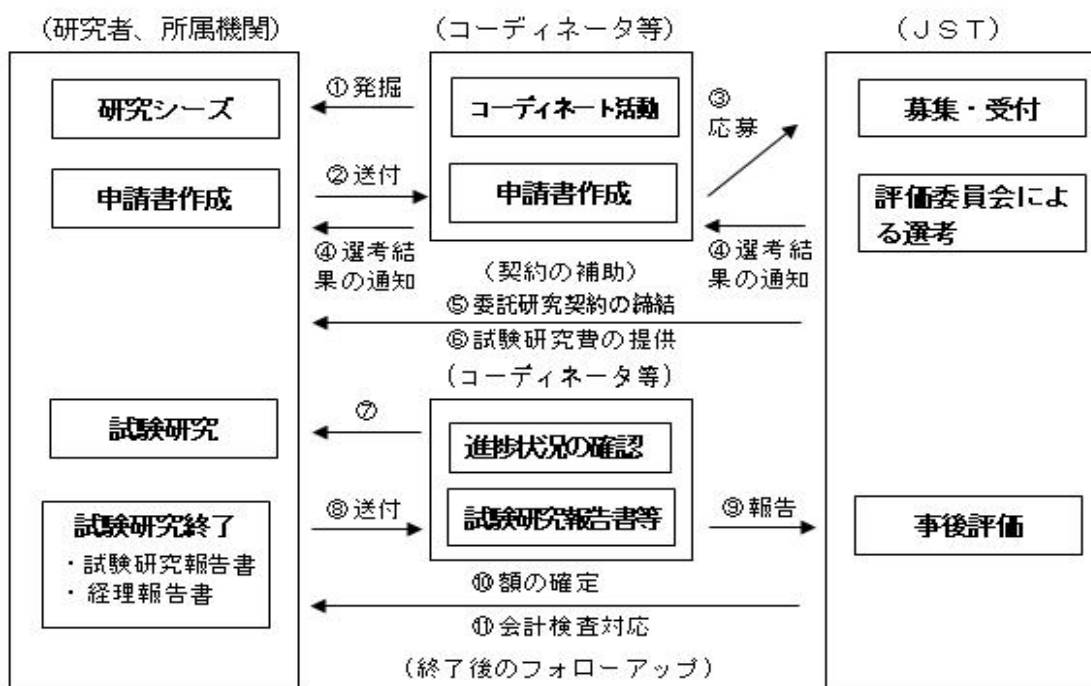 (研究者、所属機関)
(コーディネータ等)
(JST)
研究シーズ
①発掘
コーディネート活動
③
応募
募集・受付
申請書作成
②送付
申請書作成
評価委員会によ
る選考
④選考結
果の通知
④選考結
果の通知
(契約の補助)
⑤委託研究契約の締結
⑥試験研究費の提供
(コーディネータ等)
試験研究
⑦
進捗状況の確認
試験研究終了
・試験研究報告書
・経理報告書
⑧送付
試験研究報告書等
⑨報告
事後評価
⑩額の確定
⑪会計検査対応
(終了後のフォローアップ)